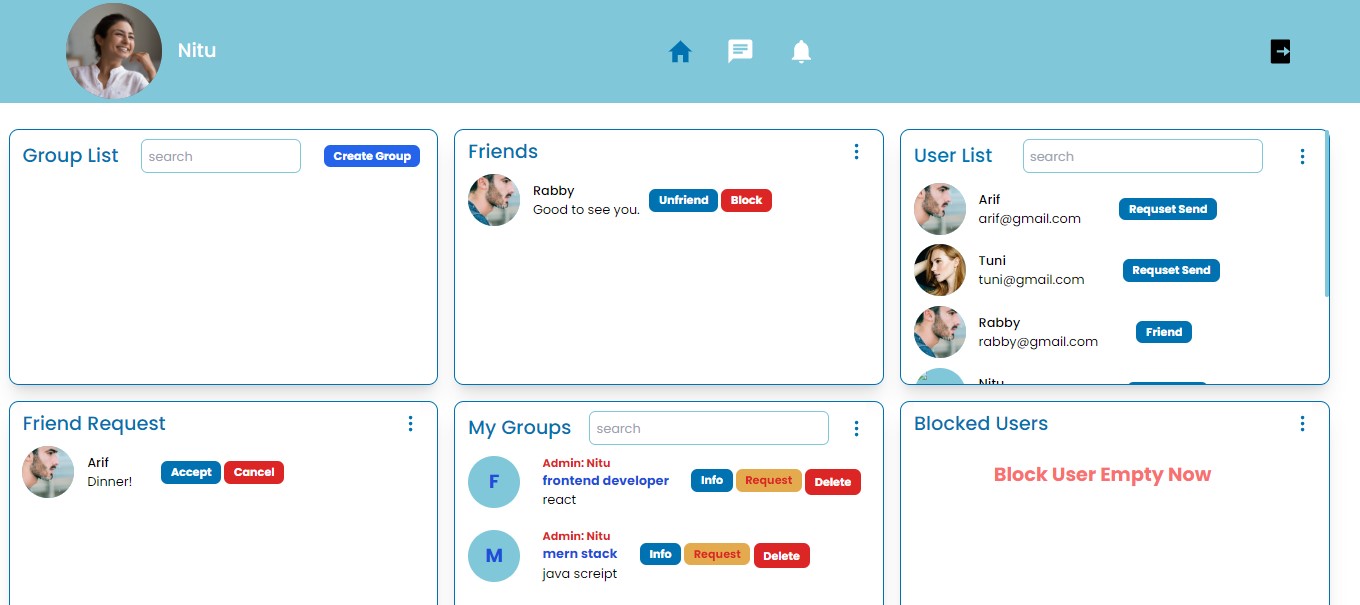 Nitu
Group List
search
Create Group
Friends
Rabby
Good to see you.
Unfriend
Block
User List
search
Arif
arif@gmail.com
Requset Send
Tuni
tuni@gmail.com
Requset Send
Rabby
rabby@gmail.com
Friend
Nitu
Friend Request
Arif
Dinner!
Accept
Cancel
My Groups
search
F
Admin: Nitu
frontend developer
react
Info
Request
Delete
M
Admin: Nitu
mern stack
java screipt
Info
Request
Delete
Blocked Users
Block User Empty Now